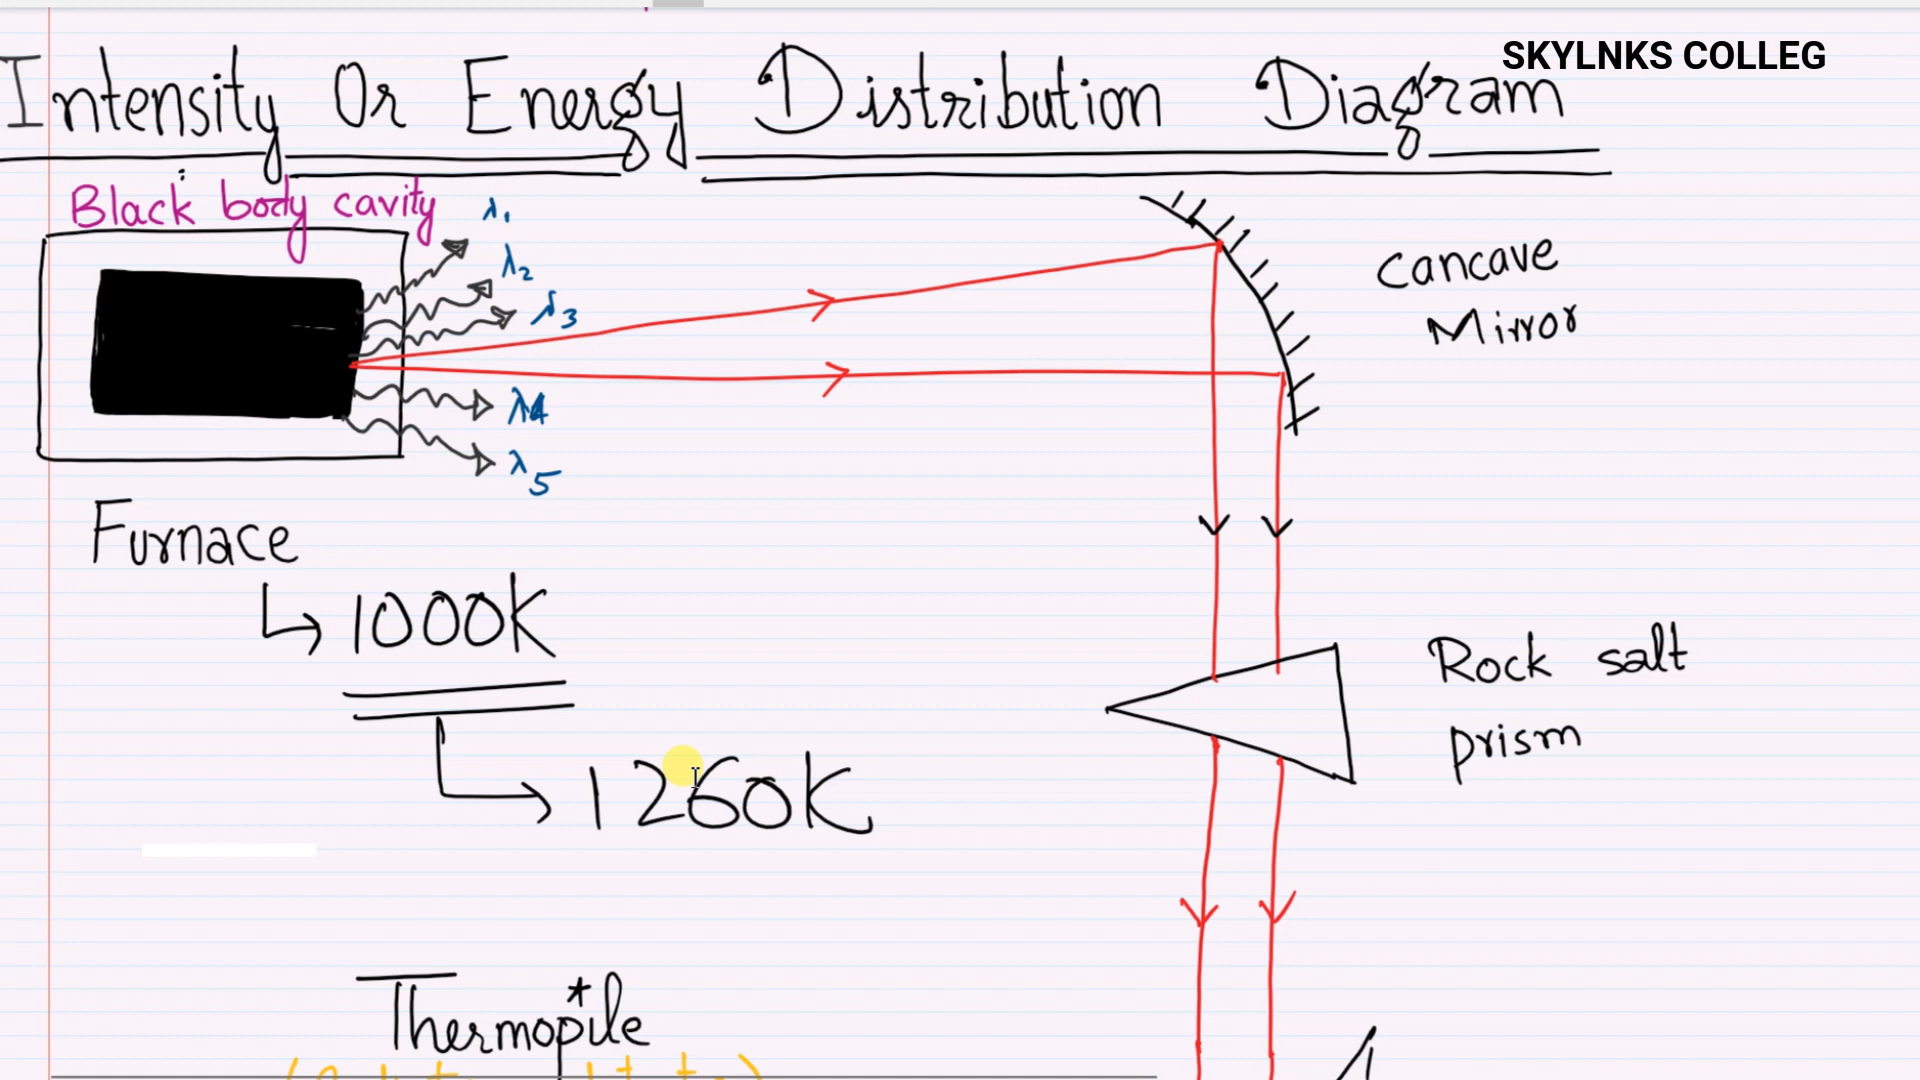 SKYLNKS COLLEG
Intensity Or Energy Distribution Diagram
Black body cavity
λ1
λ2
λ3
λ4
λ5
Cancave
Mirror
Furnace
1000K
1260K
Rock salt
prism
Thermopile